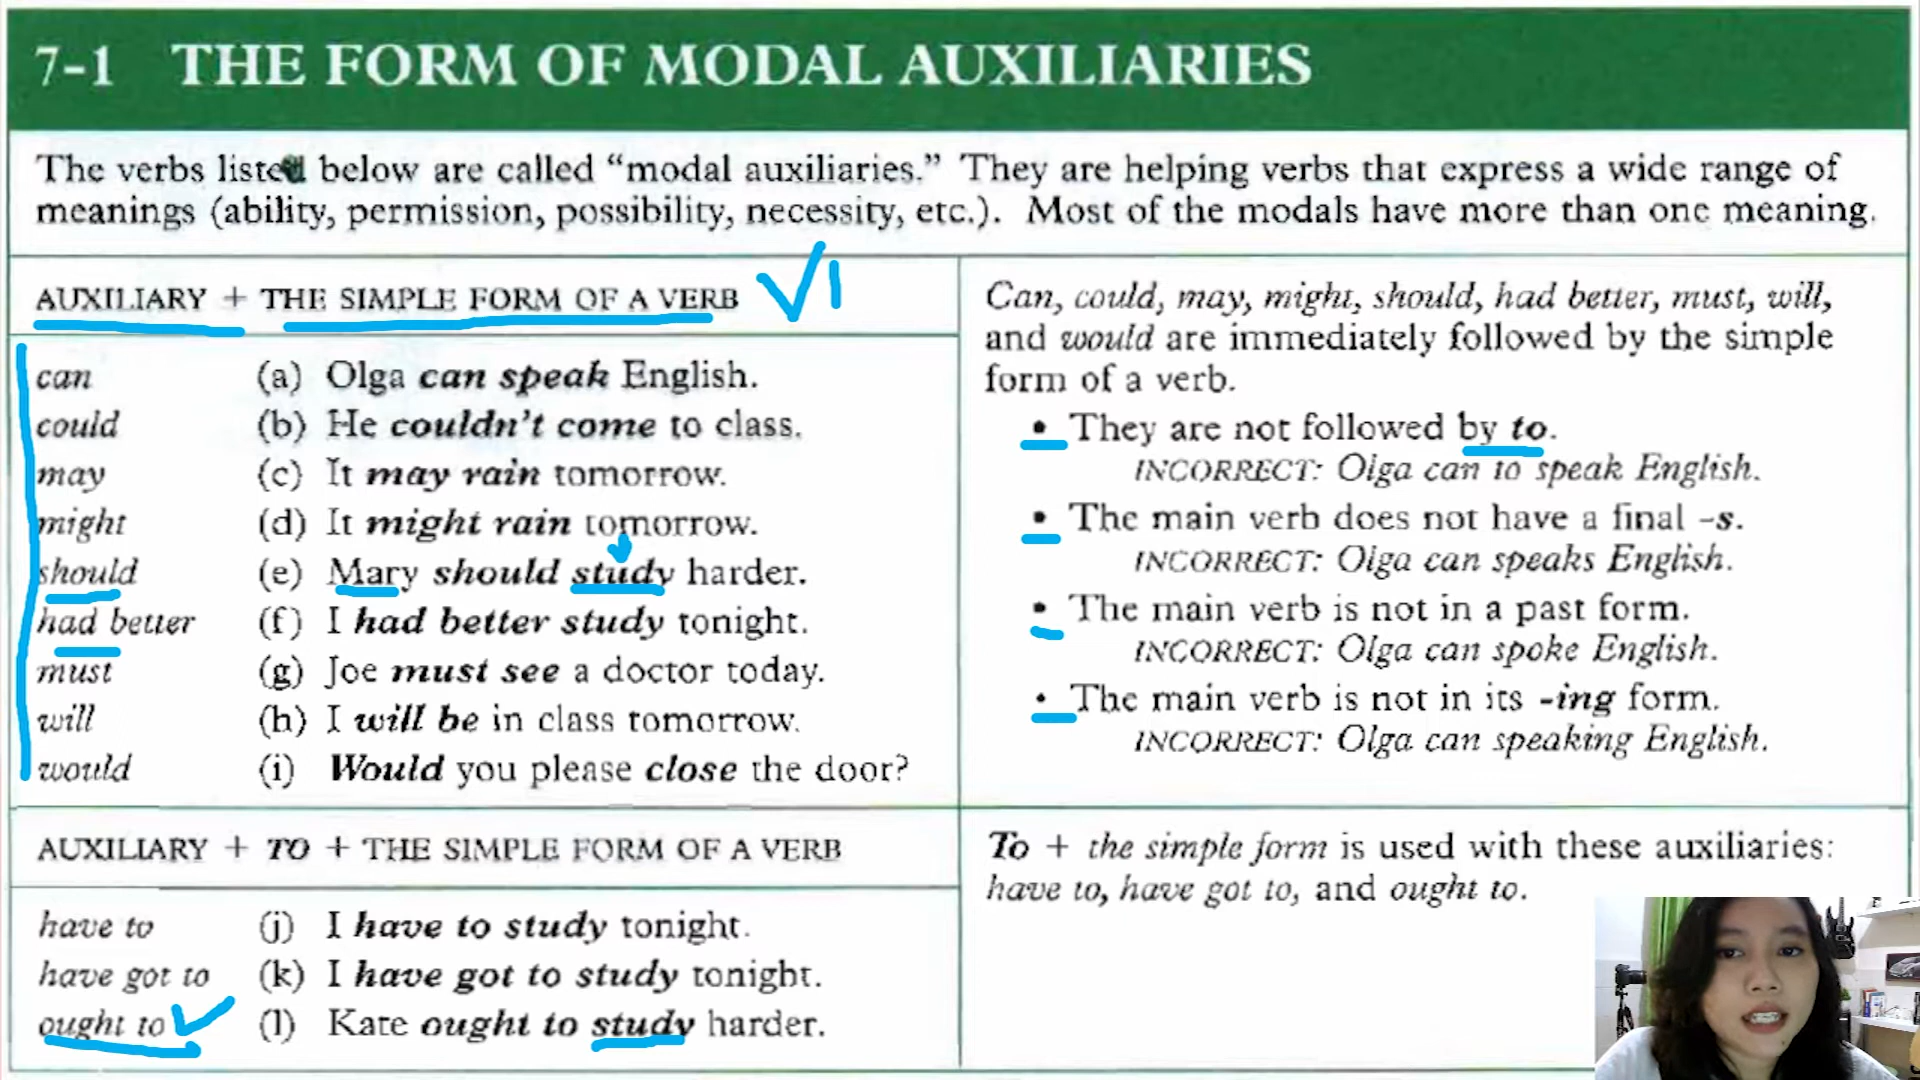 7-1 THE FORM OF MODAL AUXILIARIES
The verbs listed below are called “modal auxiliaries.” They are helping verbs that express a wide range of
meanings (ability, permission, possibility, necessity, etc.). Most of the modals have more than one meaning.
AUXILIARY + THE SIMPLE FORM OF A VERB V1
can (a) Olga can speak English.
could (b) He couldn't come to class.
may (c) It may rain tomorrow.
might (d) It might rain tomorrow.
should (e) Mary should study harder.
had better (f) I had better study tonight.
must (g) Joe must see a doctor today.
will (h) I will be in class tomorrow.
would (i) Would you please close the door?
Can, could, may, might, should, had better, must, will,
and would are immediately followed by the simple
form of a verb.
• They are not followed by to.
INCORRECT: Olga can to speak English.
• The main verb does not have a final -s.
INCORRECT: Olga can speaks English.
• The main verb is not in a past form.
INCORRECT: Olga can spoke English.
• The main verb is not in its -ing form.
INCORRECT: Olga can speaking English.
AUXILIARY + TO + THE SIMPLE FORM OF A VERB
have to (j) I have to study tonight.
have got to (k) I have got to study tonight.
ought to (l) Kate ought to study harder.
To + the simple form is used with these auxiliaries:
have to, have got to, and ought to.